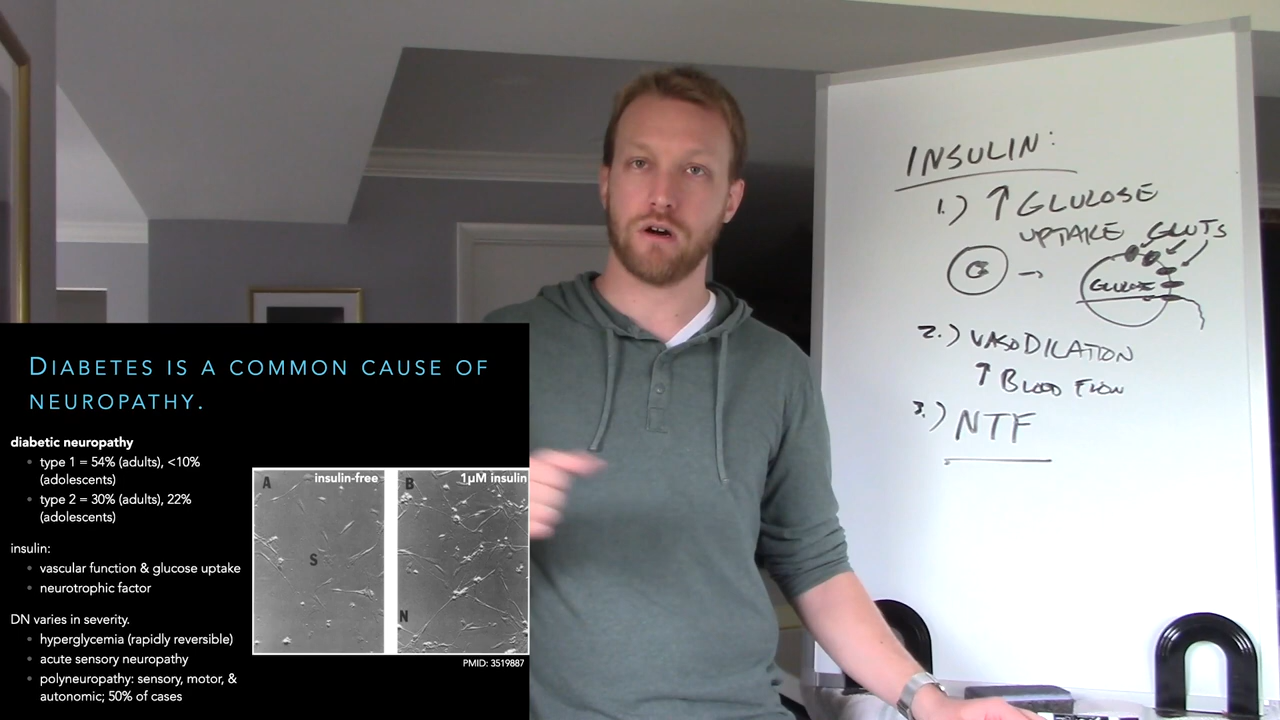 DIABETES IS A COMMON CAUSE OF
NEUROPATHY.
diabetic neuropathy
type 1 = 54% (adults), <10%
(adolescents)
type 2 = 30% (adults), 22%
(adolescents)
insulin:
vascular function & glucose uptake
neurotrophic factor
DN varies in severity.
hyperglycemia (rapidly reversible)
acute sensory neuropathy
polyneuropathy: sensory, motor, &
autonomic; 50% of cases
A insulin-free
S
B 1µM insulin
N
PMID: 3519887
INSULIN:
1.) ↑ GLUCOSE
UPTAKE GLUTS
G → GLUCOSE
2.) VASODILATION
↑ BLOOD FLOW
3.) NTF